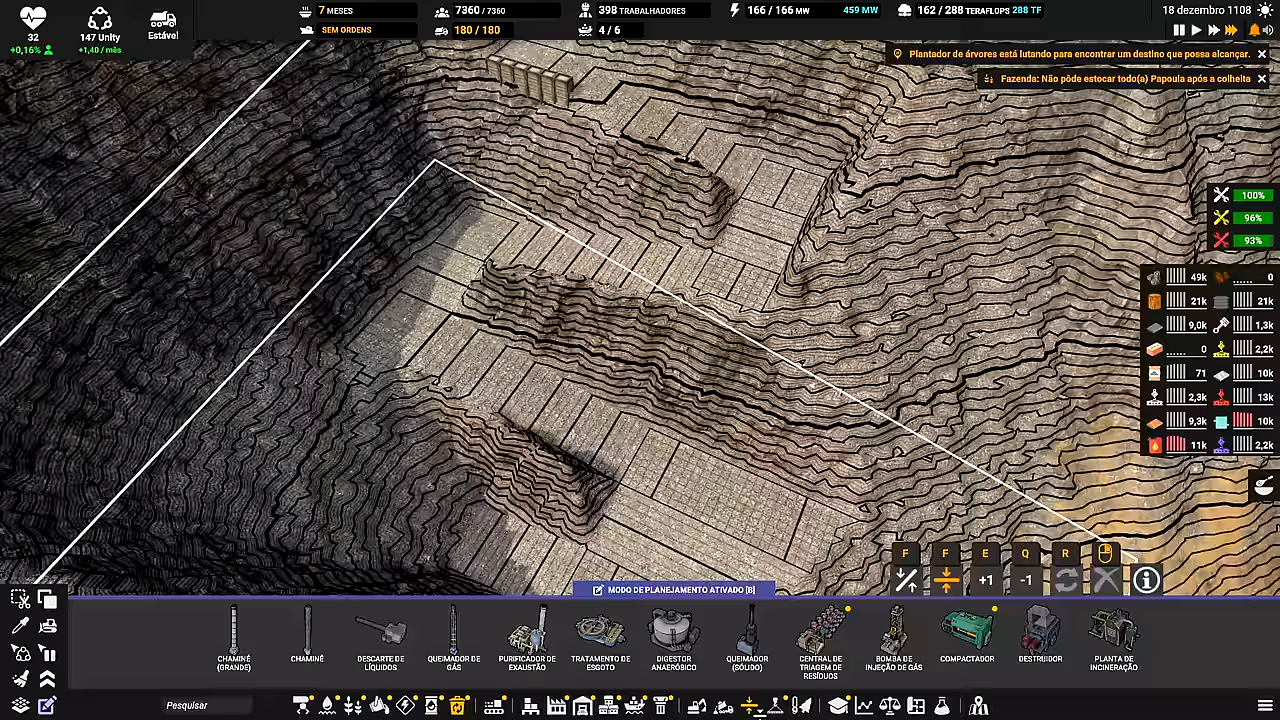 32
+0,16%
147 Unity
+1,40 / mês
Estável
7 MESES
SEM ORDENS
7360 / 7360
180 / 180
398 TRABALHADORES
4 / 6
166 / 166 MW 459 MW
162 / 288 TERAFLOPS 288 TF
18 dezembro 1108
Plantador de árvores está lutando para encontrar um destino que possa alcançar.
Fazenda: Não pôde estocar todo(a) Papoula após a colheita
100%
96%
93%
49k 0
21k 21k
9,0k 1,3k
0 2,2k
71 10k
2,3k 13k
9,3k 10k
11k 2,2k
F F E Q R
+1 -1
MODO DE PLANEJAMENTO ATIVADO [B]
CHAMINÉ (GRANDE)
CHAMINÉ
DESCARTE DE LÍQUIDOS
QUEIMADOR DE GÁS
PURIFICADOR DE EXAUSTÃO
TRATAMENTO DE ESGOTO
DIGESTOR ANAERÓBICO
QUEIMADOR (SÓLIDO)
CENTRAL DE TRIAGEM DE RESÍDUOS
BOMBA DE INJEÇÃO DE GÁS
COMPACTADOR
DESTRUIDOR
PLANTA DE INCINERAÇÃO
Pesquisar